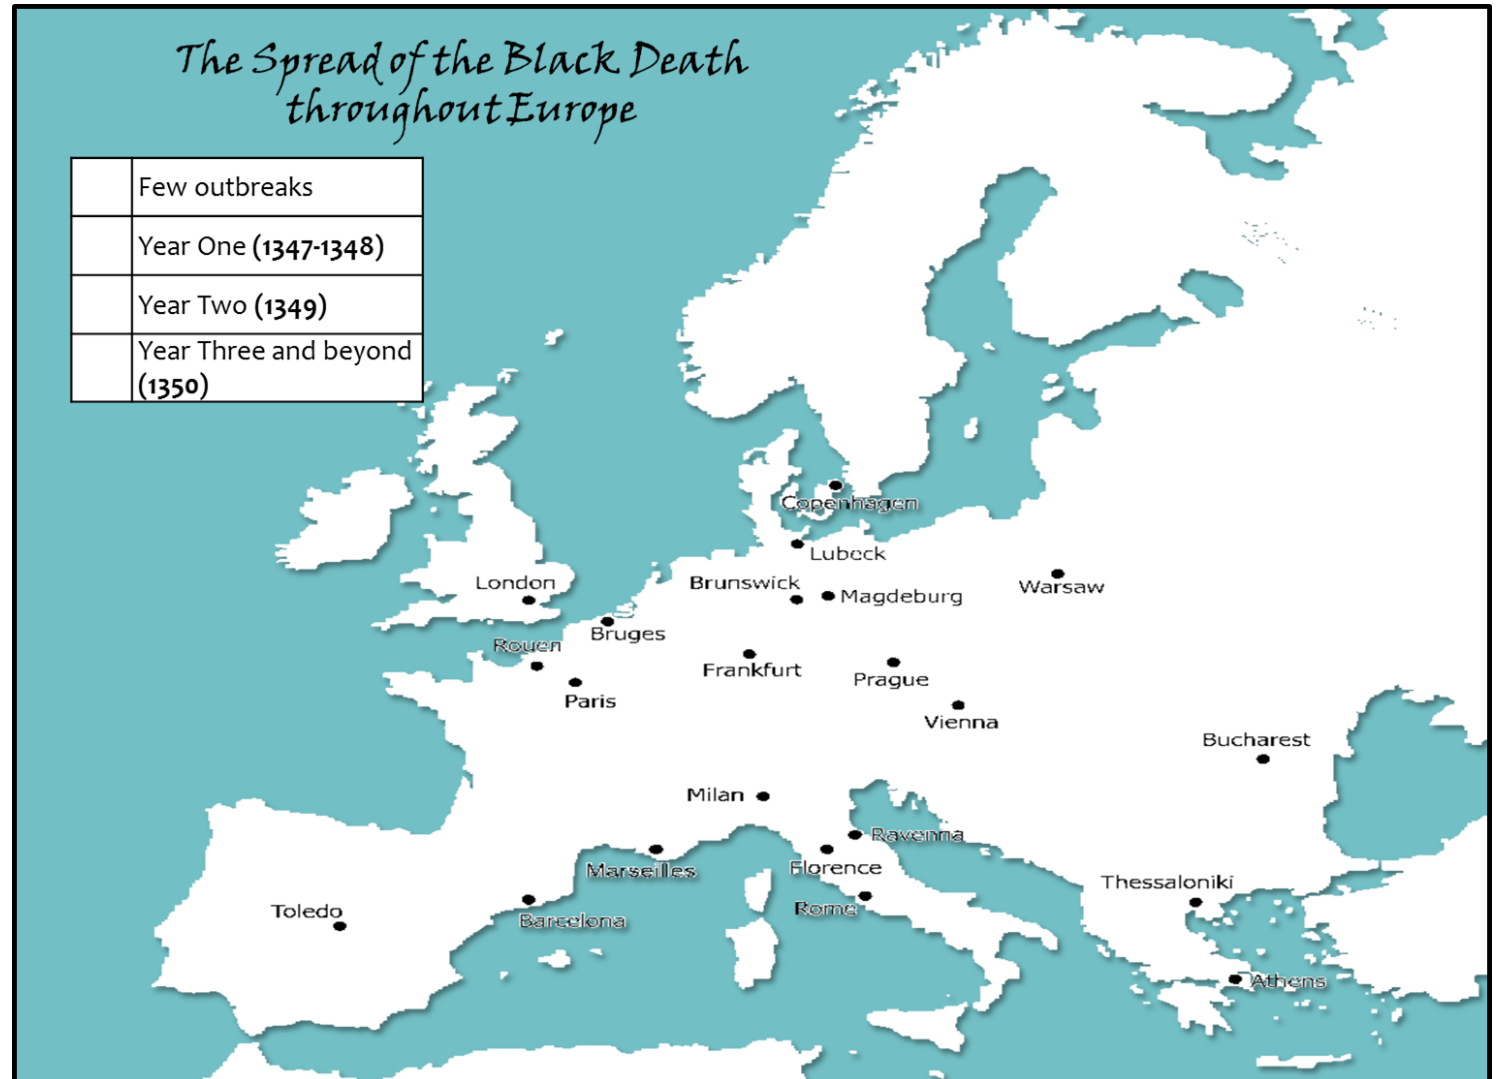 The Spread of the Black Death
throughout Europe
Few outbreaks
Year One (1347-1348)
Year Two (1349)
Year Three and beyond
(1350)
Copenhagen
Lubeck
Brunswick
Magdeburg
Warsaw
London
Bruges
Rouen
Frankfurt
Prague
Paris
Vienna
Bucharest
Milan
Ravenna
Marseilles
Florence
Thessaloniki
Toledo
Rome
Barcelona
Athens